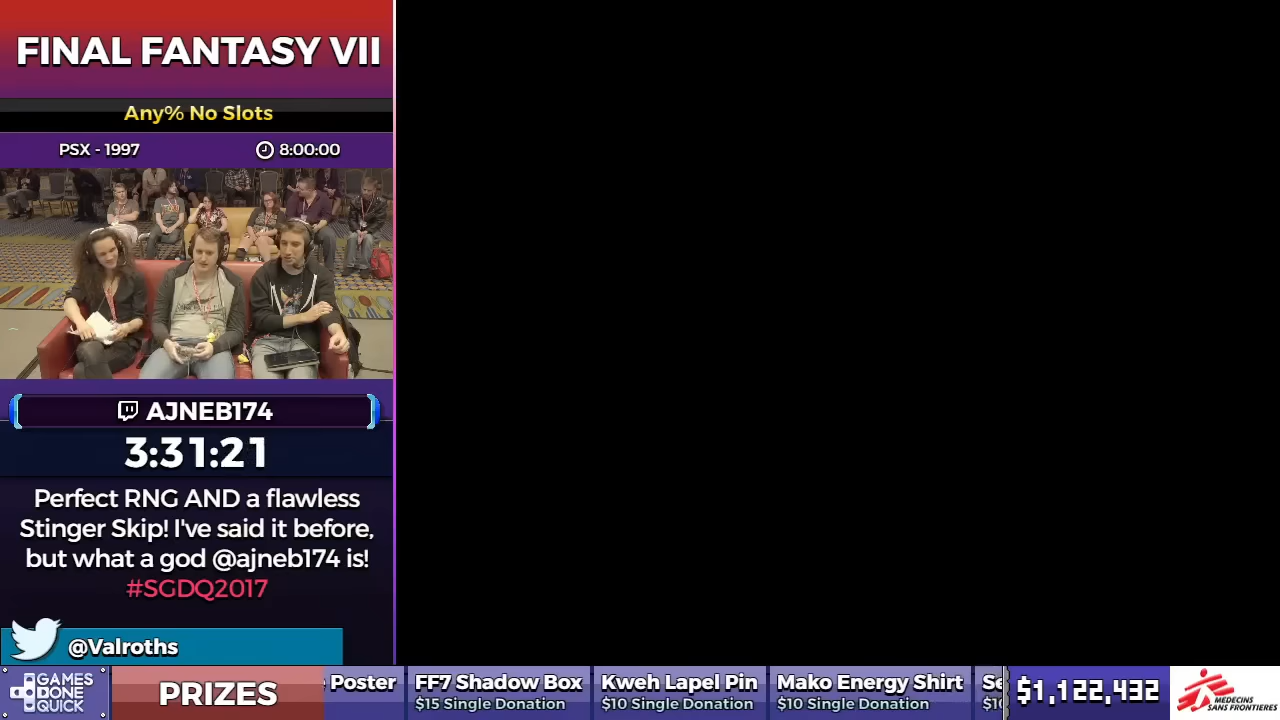 FINAL FANTASY VII
Any% No Slots
PSX - 1997
8:00:00
AJNEB174
3:31:21
Perfect RNG AND a flawless
Stinger Skip! I've said it before,
but what a god @ajneb174 is!
#SGDQ2017
@Valroths
GAMES
DONE
QUICK
PRIZES
Poster
FF7 Shadow Box
$15 Single Donation
Kweh Lapel Pin
$10 Single Donation
Mako Energy Shirt
$10 Single Donation
$1,122,432
MEDECINS
SANS FRONTIERES